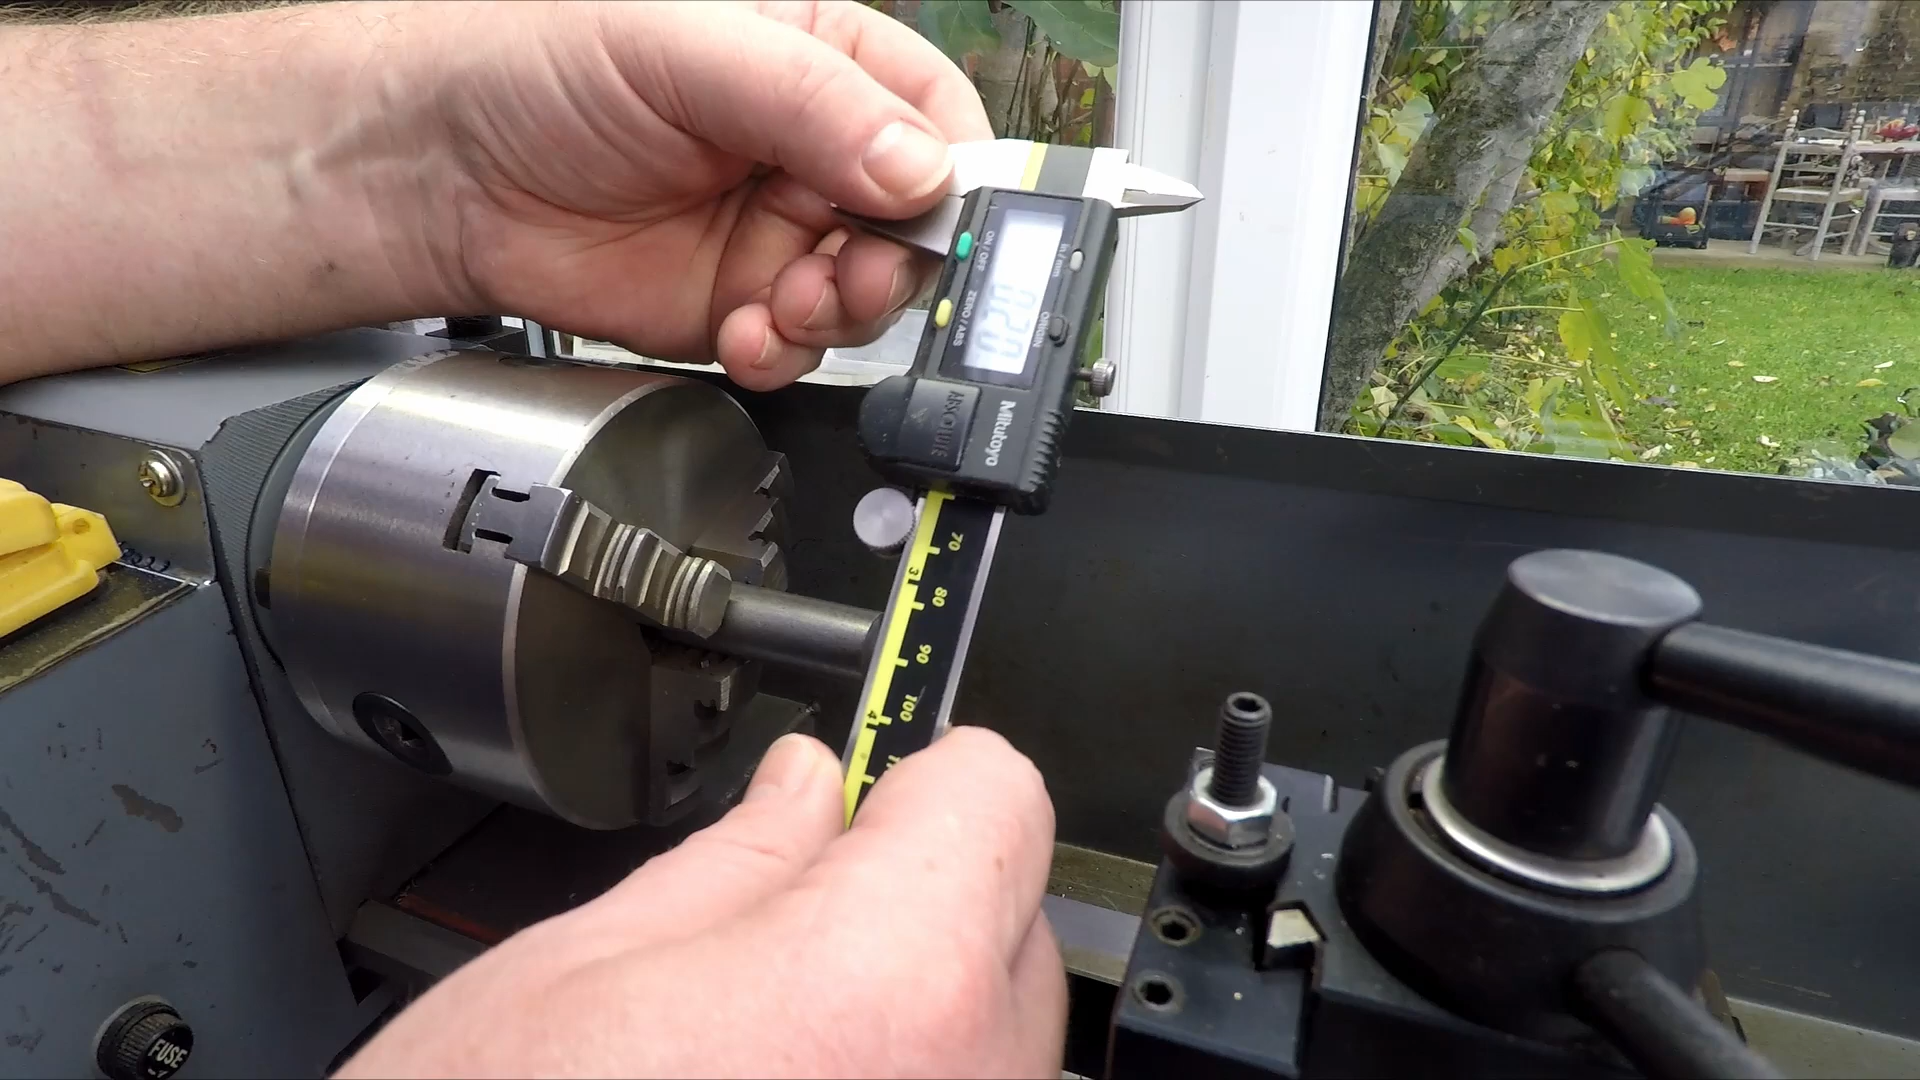 ON / OFF
in / mm
ZERO / ABS
ORIGIN
ABSOLUTE
Mitutoyo
70
3
80
90
100
4
FUSE